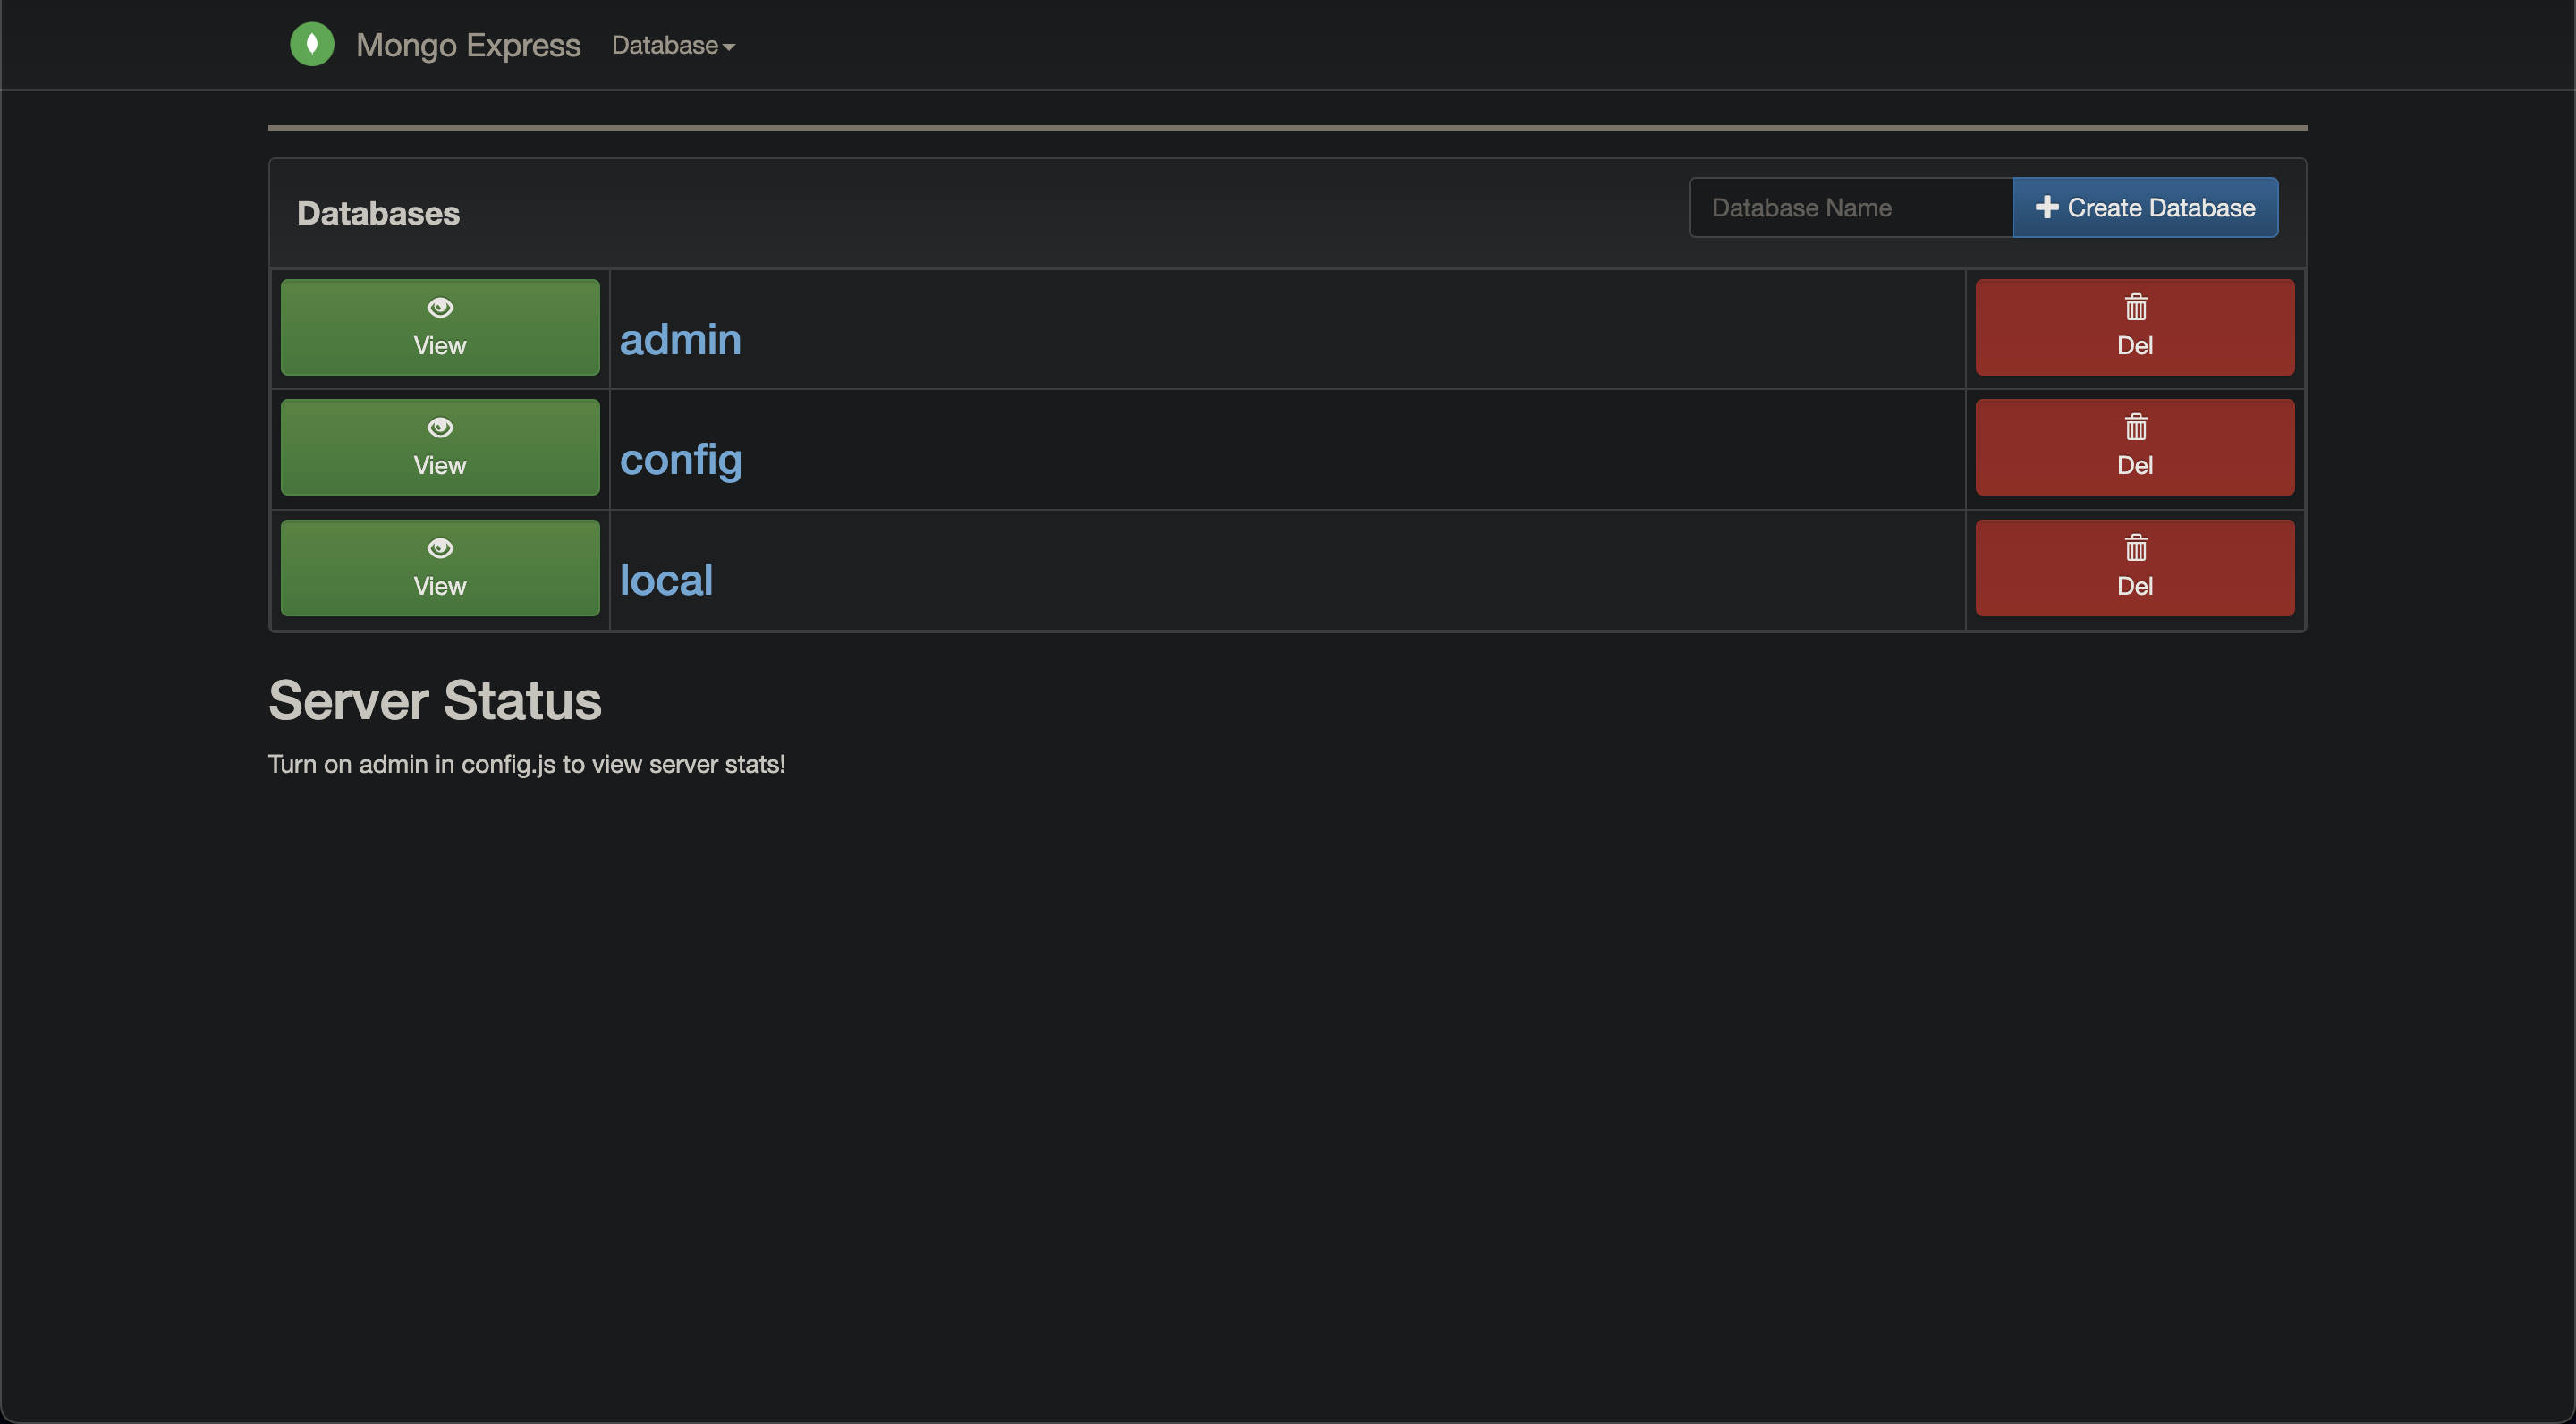 Mongo Express Database
Databases
Database Name
Create Database
View
admin
Del
View
config
Del
View
local
Del
Server Status
Turn on admin in config.js to view server stats!